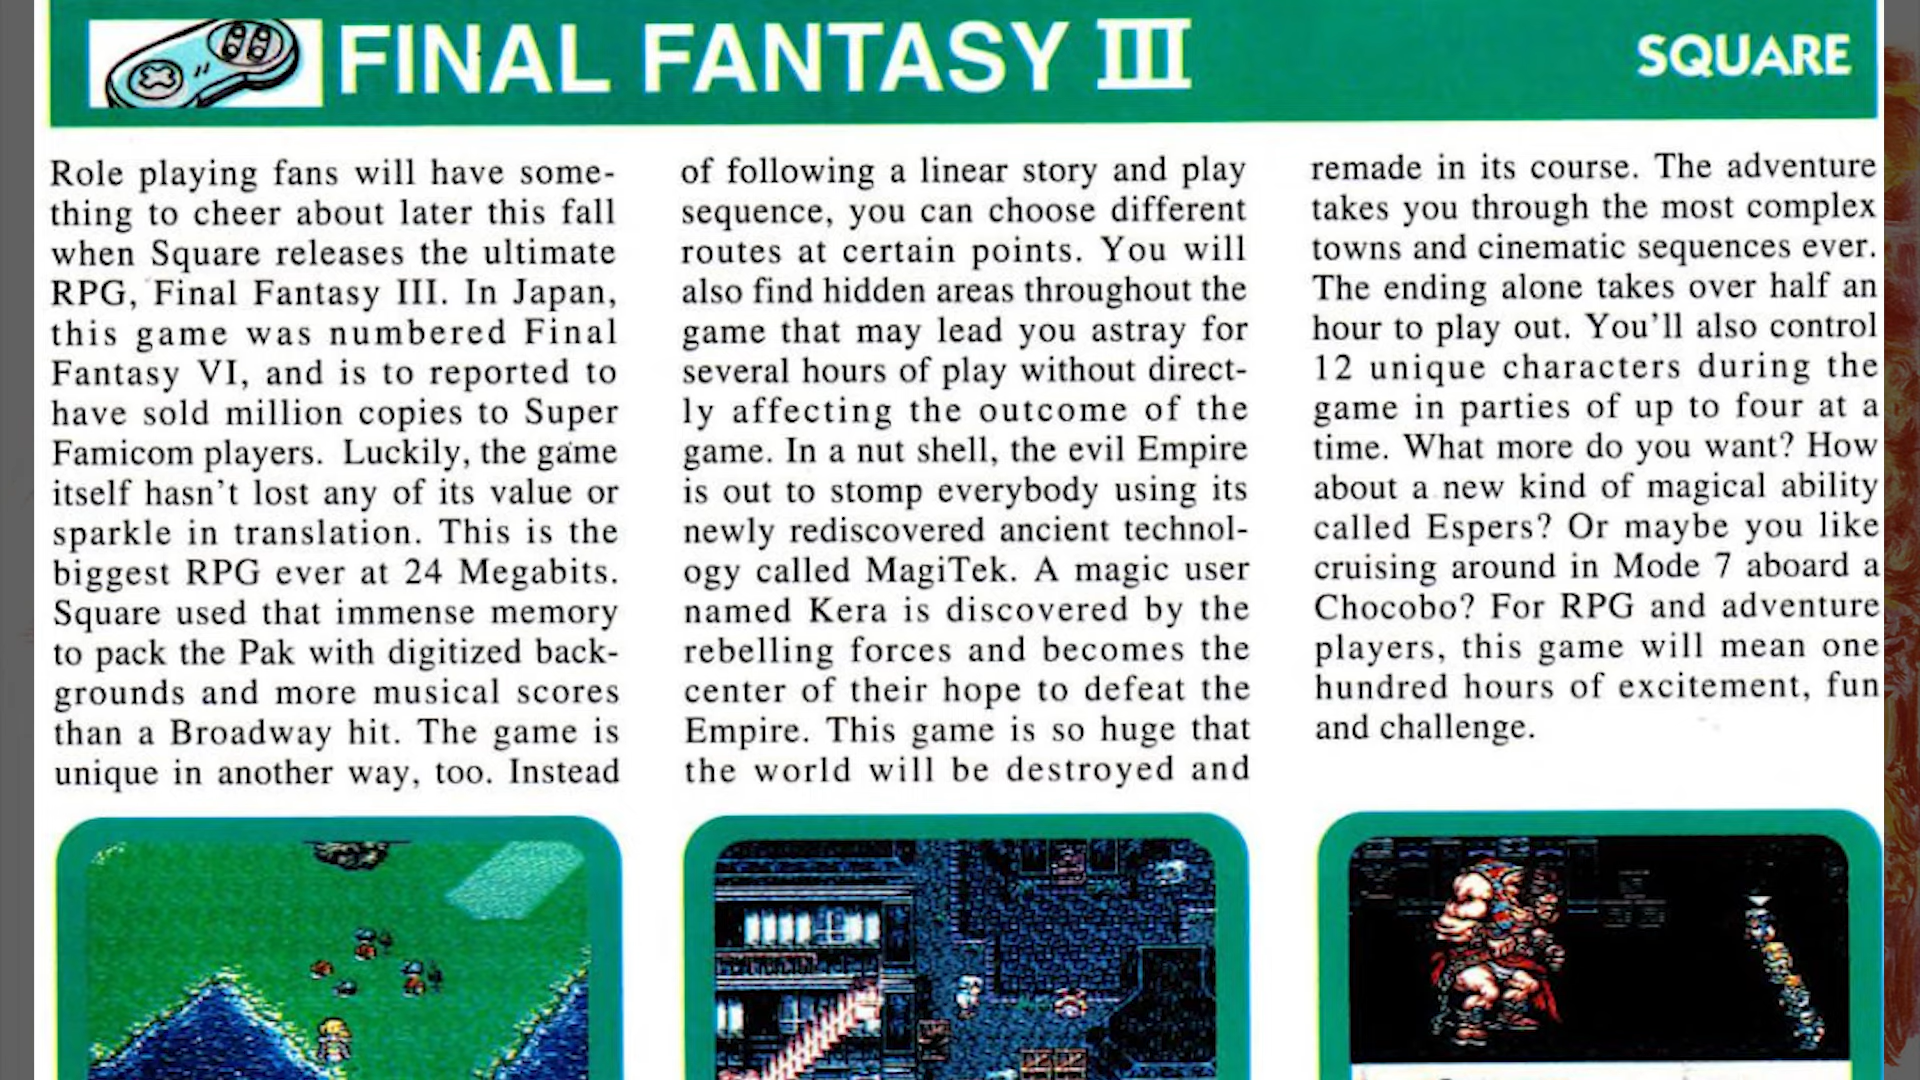 FINAL FANTASY III
SQUARE
Role playing fans will have some-
thing to cheer about later this fall
when Square releases the ultimate
RPG, Final Fantasy III. In Japan,
this game was numbered Final
Fantasy VI, and is to reported to
have sold million copies to Super
Famicom players. Luckily, the game
itself hasn't lost any of its value or
sparkle in translation. This is the
biggest RPG ever at 24 Megabits.
Square used that immense memory
to pack the Pak with digitized back-
grounds and more musical scores
than a Broadway hit. The game is
unique in another way, too. Instead
of following a linear story and play
sequence, you can choose different
routes at certain points. You will
also find hidden areas throughout the
game that may lead you astray for
several hours of play without direct-
ly affecting the outcome of the
game. In a nut shell, the evil Empire
is out to stomp everybody using its
newly rediscovered ancient technol-
ogy called MagiTek. A magic user
named Kera is discovered by the
rebelling forces and becomes the
center of their hope to defeat the
Empire. This game is so huge that
the world will be destroyed and
remade in its course. The adventure
takes you through the most complex
towns and cinematic sequences ever.
The ending alone takes over half an
hour to play out. You'll also control
12 unique characters during the
game in parties of up to four at a
time. What more do you want? How
about a new kind of magical ability
called Espers? Or maybe you like
cruising around in Mode 7 aboard a
Chocobo? For RPG and adventure
players, this game will mean one
hundred hours of excitement, fun
and challenge.